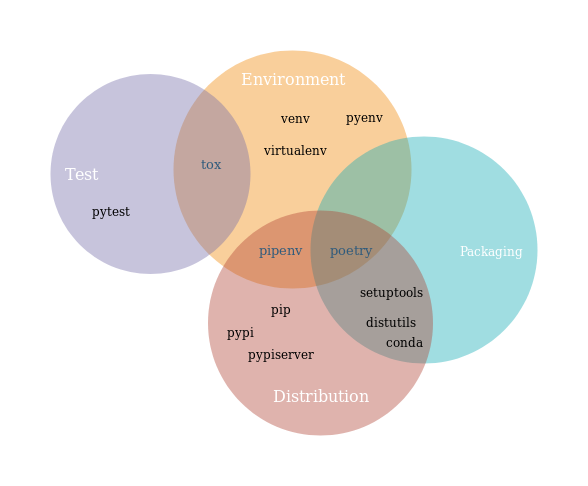 Environment
venv
pyenv
virtualenv
tox
Test
pytest
pipenv
poetry
Packaging
setuptools
pip
distutils
pypi
conda
pypiserver
Distribution